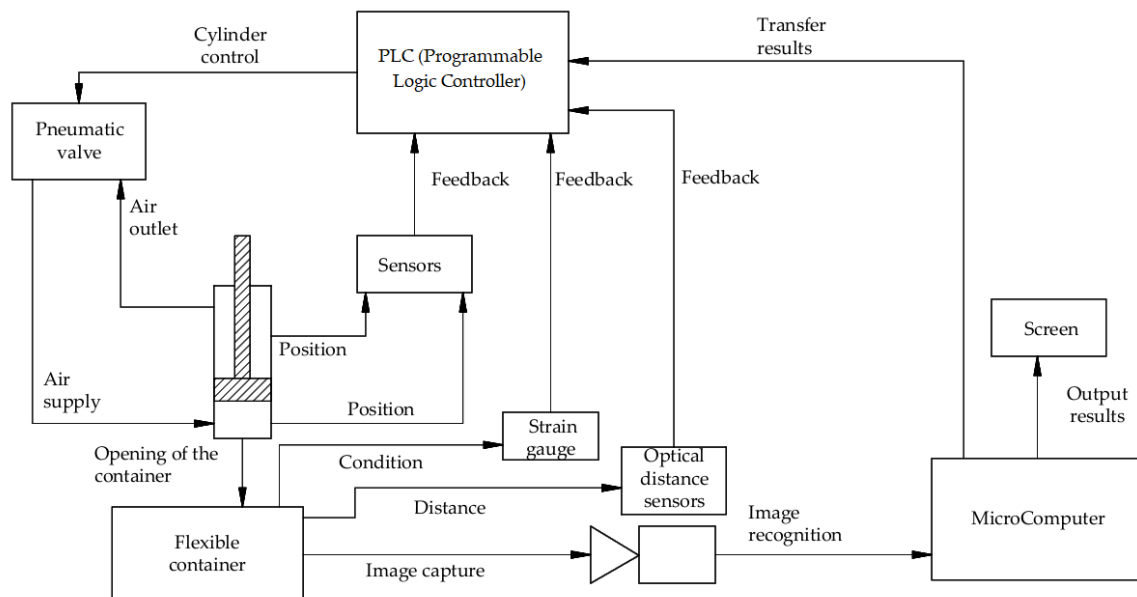 Cylinder
control
PLC (Programmable
Logic Controller)
Transfer
results
Pneumatic
valve
Feedback
Feedback
Feedback
Air
outlet
Sensors
Screen
Position
Air
supply
Position
Output
results
Strain
gauge
Opening of the
container
Condition
Optical
distance
sensors
Distance
Image
recognition
MicroComputer
Flexible
container
Image capture